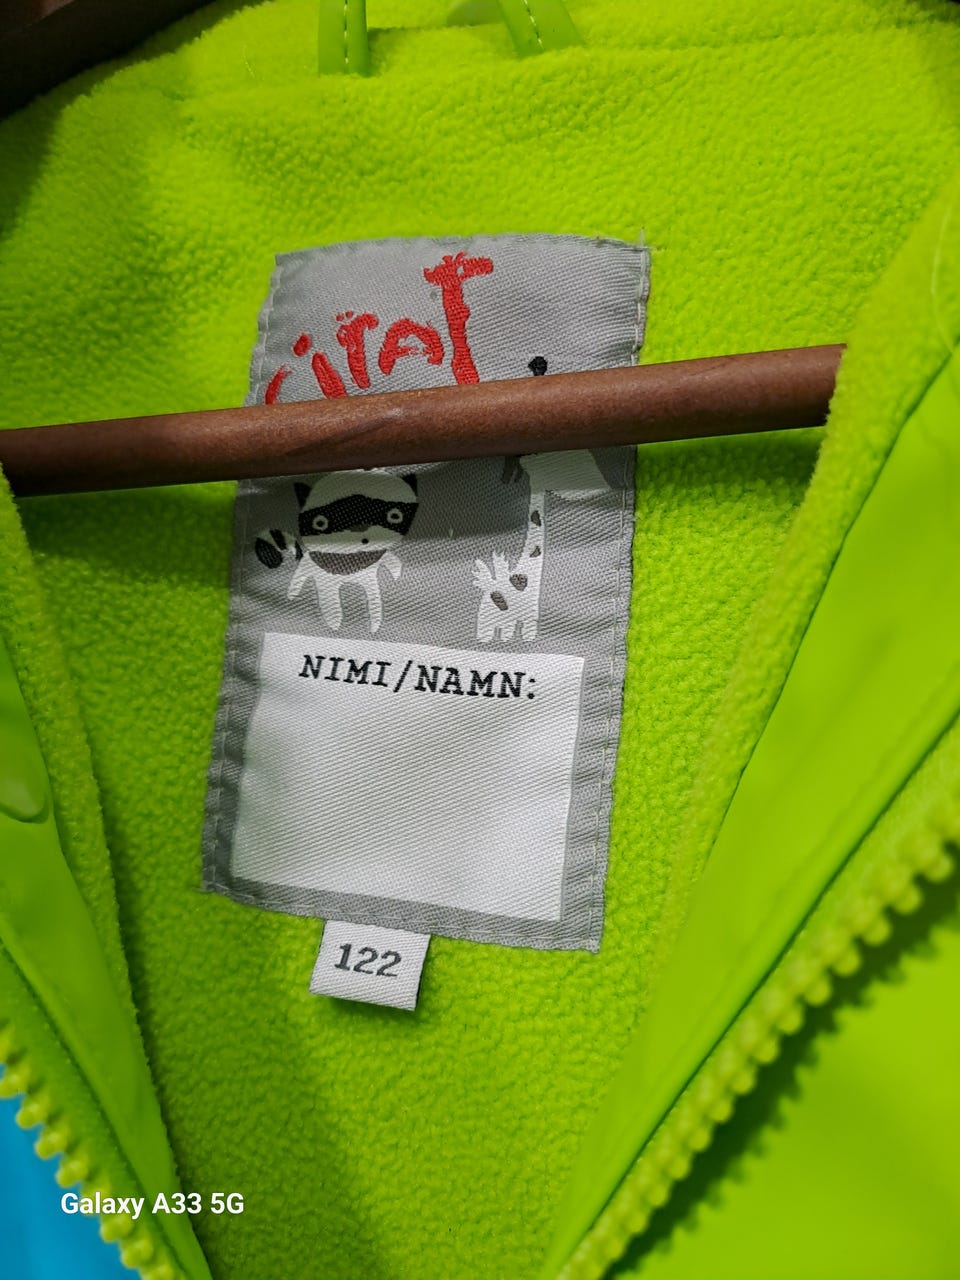 NIMI/NAMN:
122
Galaxy A33 5G